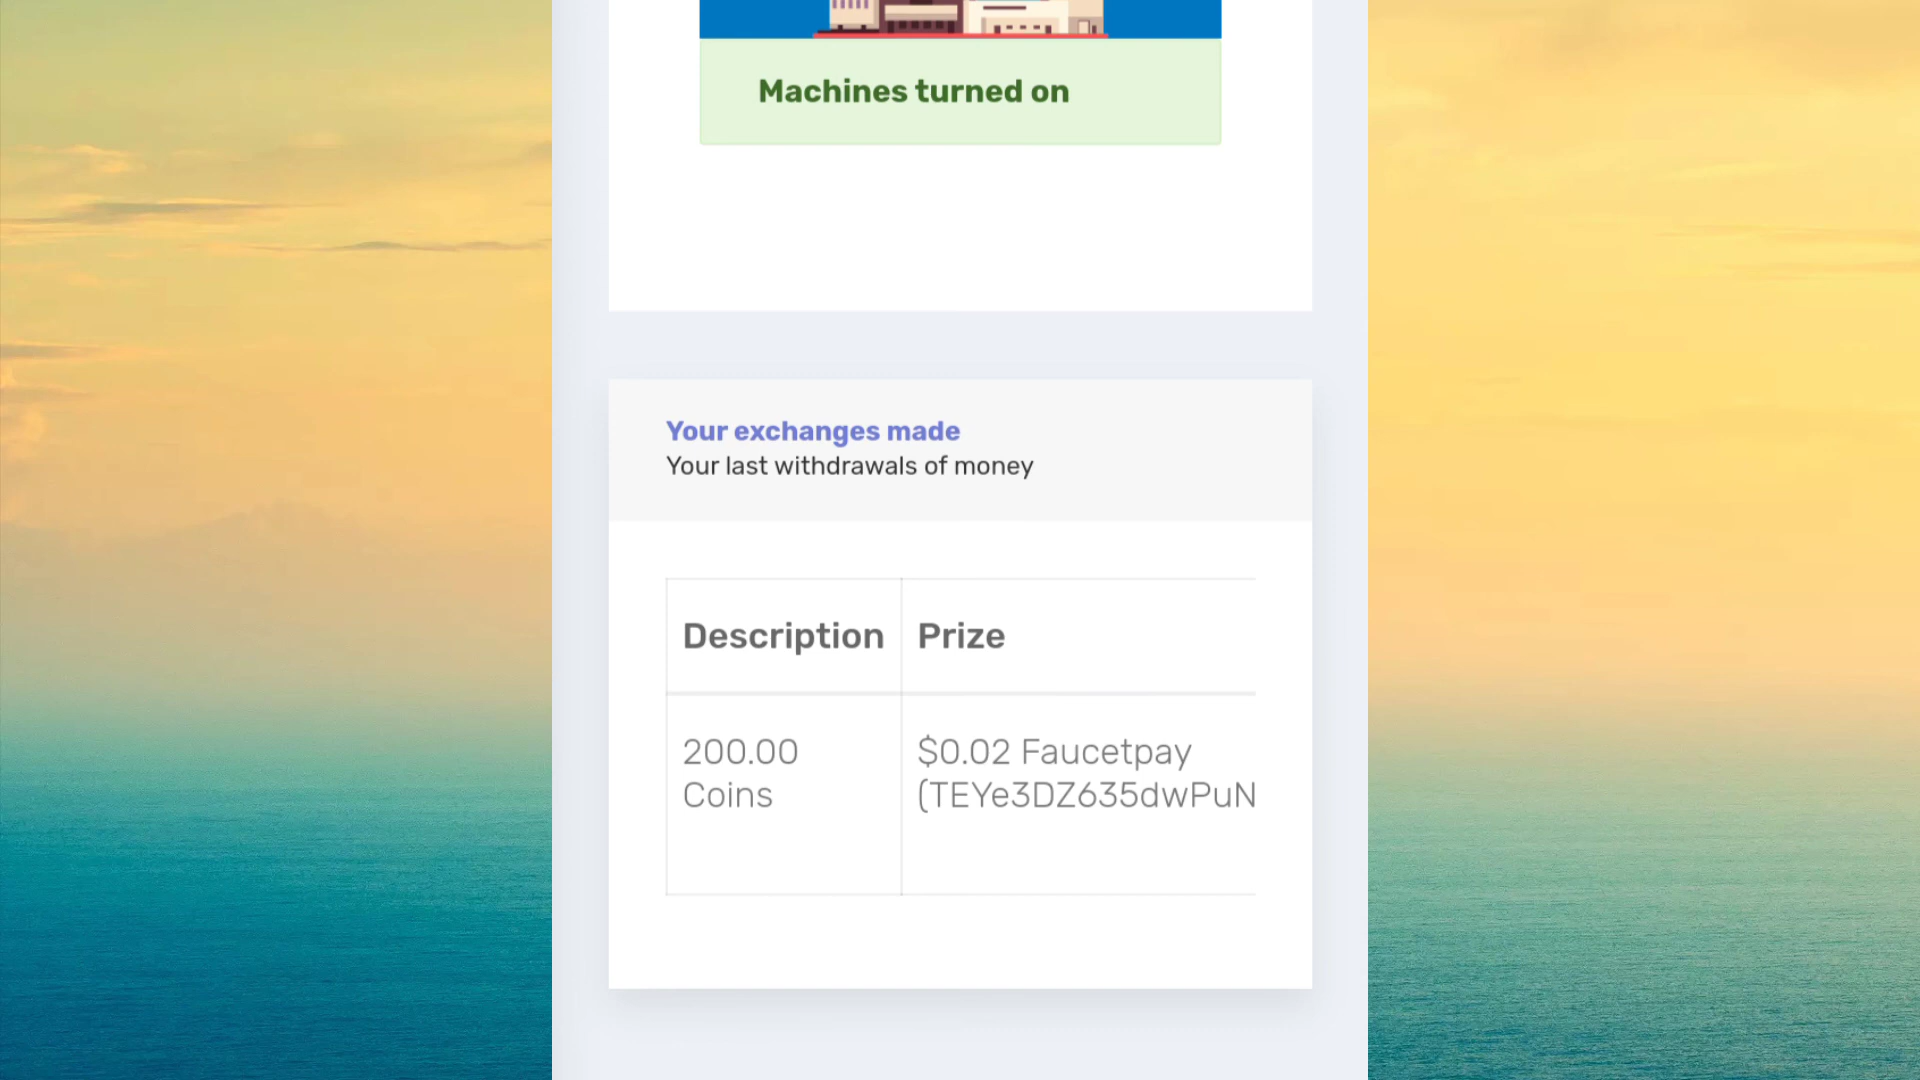 Machines turned on
Your exchanges made
Your last withdrawals of money
Description Prize
200.00 $0.02 Faucetpay
Coins (TEYe3DZ635dwPuN